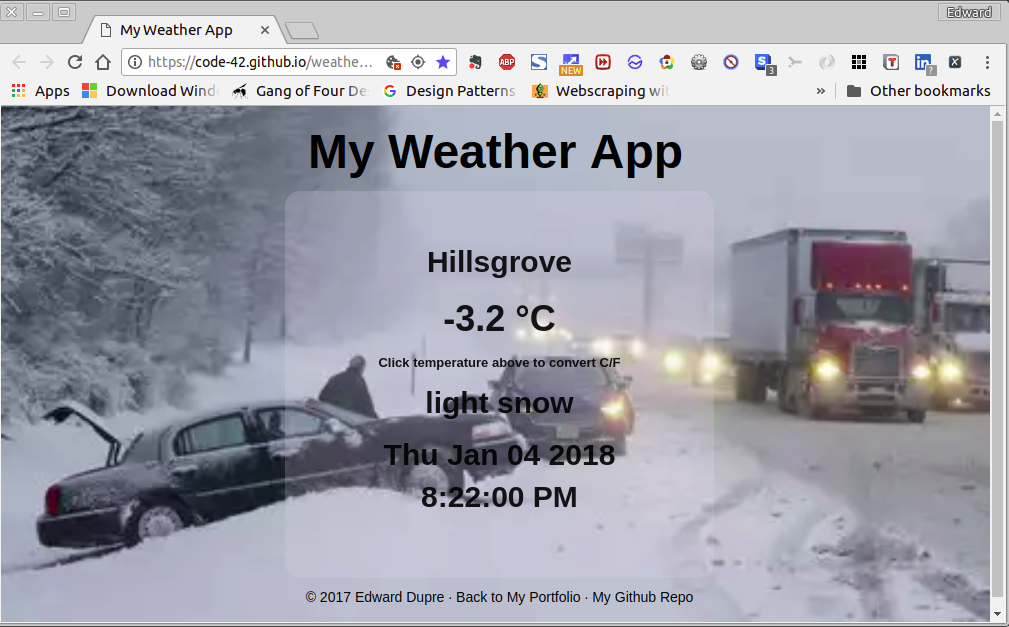 Edward
My Weather App
https://code-42.github.io/weathe...
ABP
NEW
S
3
T
in
?
X
Apps
Download Wind
Gang of Four De
Design Patterns
Webscraping wit
»
Other bookmarks
My Weather App
Hillsgrove
-3.2 °C
Click temperature above to convert C/F
light snow
Thu Jan 04 2018
8:22:00 PM
© 2017 Edward Dupre · Back to My Portfolio · My Github Repo